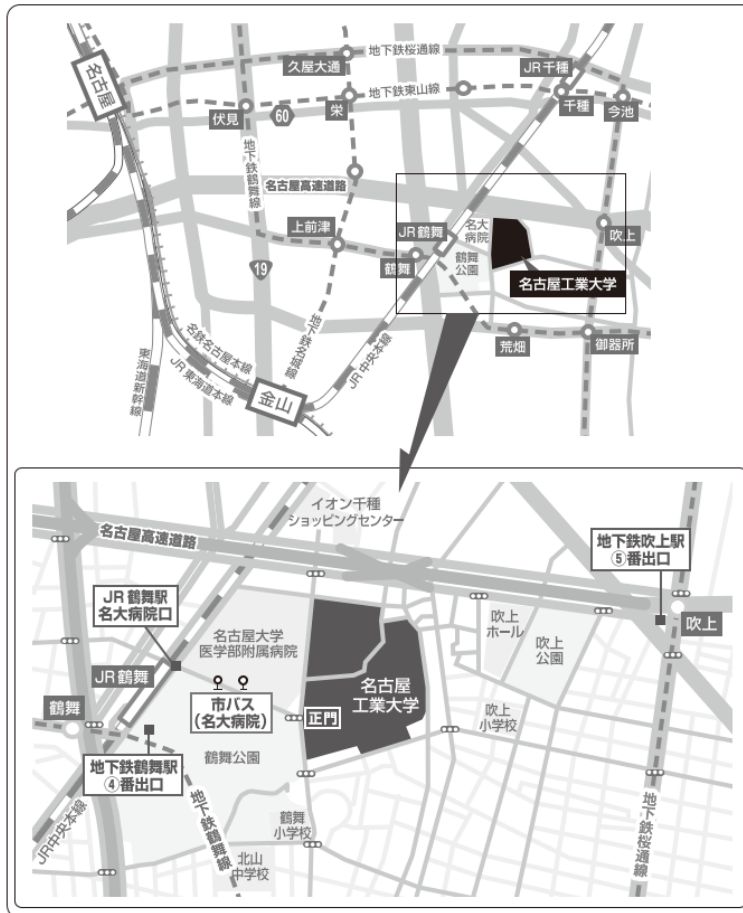 地下鉄桜通線
久屋大通
JR千種
名古屋
地下鉄東山線
伏見
60
栄
千種
今池
地下鉄鶴舞線
名古屋高速道路
上前津
JR鶴舞
名大
病院
吹上
鶴舞
鶴舞
公園
19
名古屋工業大学
地下鉄名城線
名鉄名古屋本線
JR中央本線
荒畑
御器所
東海道新幹線
JR東海道本線
金山
イオン千種
ショッピングセンター
名古屋高速道路
地下鉄吹上駅
⑤番出口
JR鶴舞駅
名大病院口
名古屋大学
医学部附属病院
吹上
ホール
吹上
吹上
公園
JR鶴舞
名古屋
工業大学
鶴舞
市バス
(名大病院)
正門
吹上
小学校
地下鉄鶴舞駅
④番出口
鶴舞公園
鶴舞
小学校
JR中央本線
地下鉄鶴舞線
地下鉄桜通線
北山
中学校